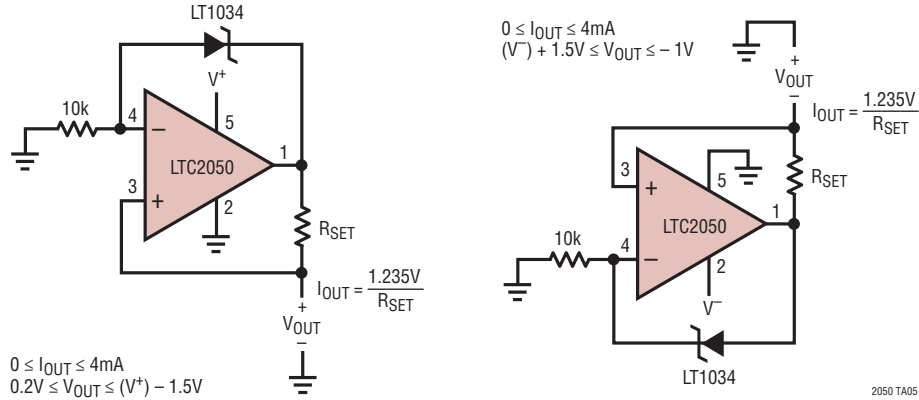 LT1034
V+
10k
4
−
5
LTC2050
1
3
+
2
RSET
IOUT = 1.235V
RSET
+
VOUT
−
0 ≤ IOUT ≤ 4mA
0.2V ≤ VOUT ≤ (V+) − 1.5V
0 ≤ IOUT ≤ 4mA
(V−) + 1.5V ≤ VOUT ≤ − 1V
+
VOUT
−
IOUT = 1.235V
RSET
3
+
5
RSET
LTC2050
1
10k
4
−
2
V−
LT1034
2050 TA05